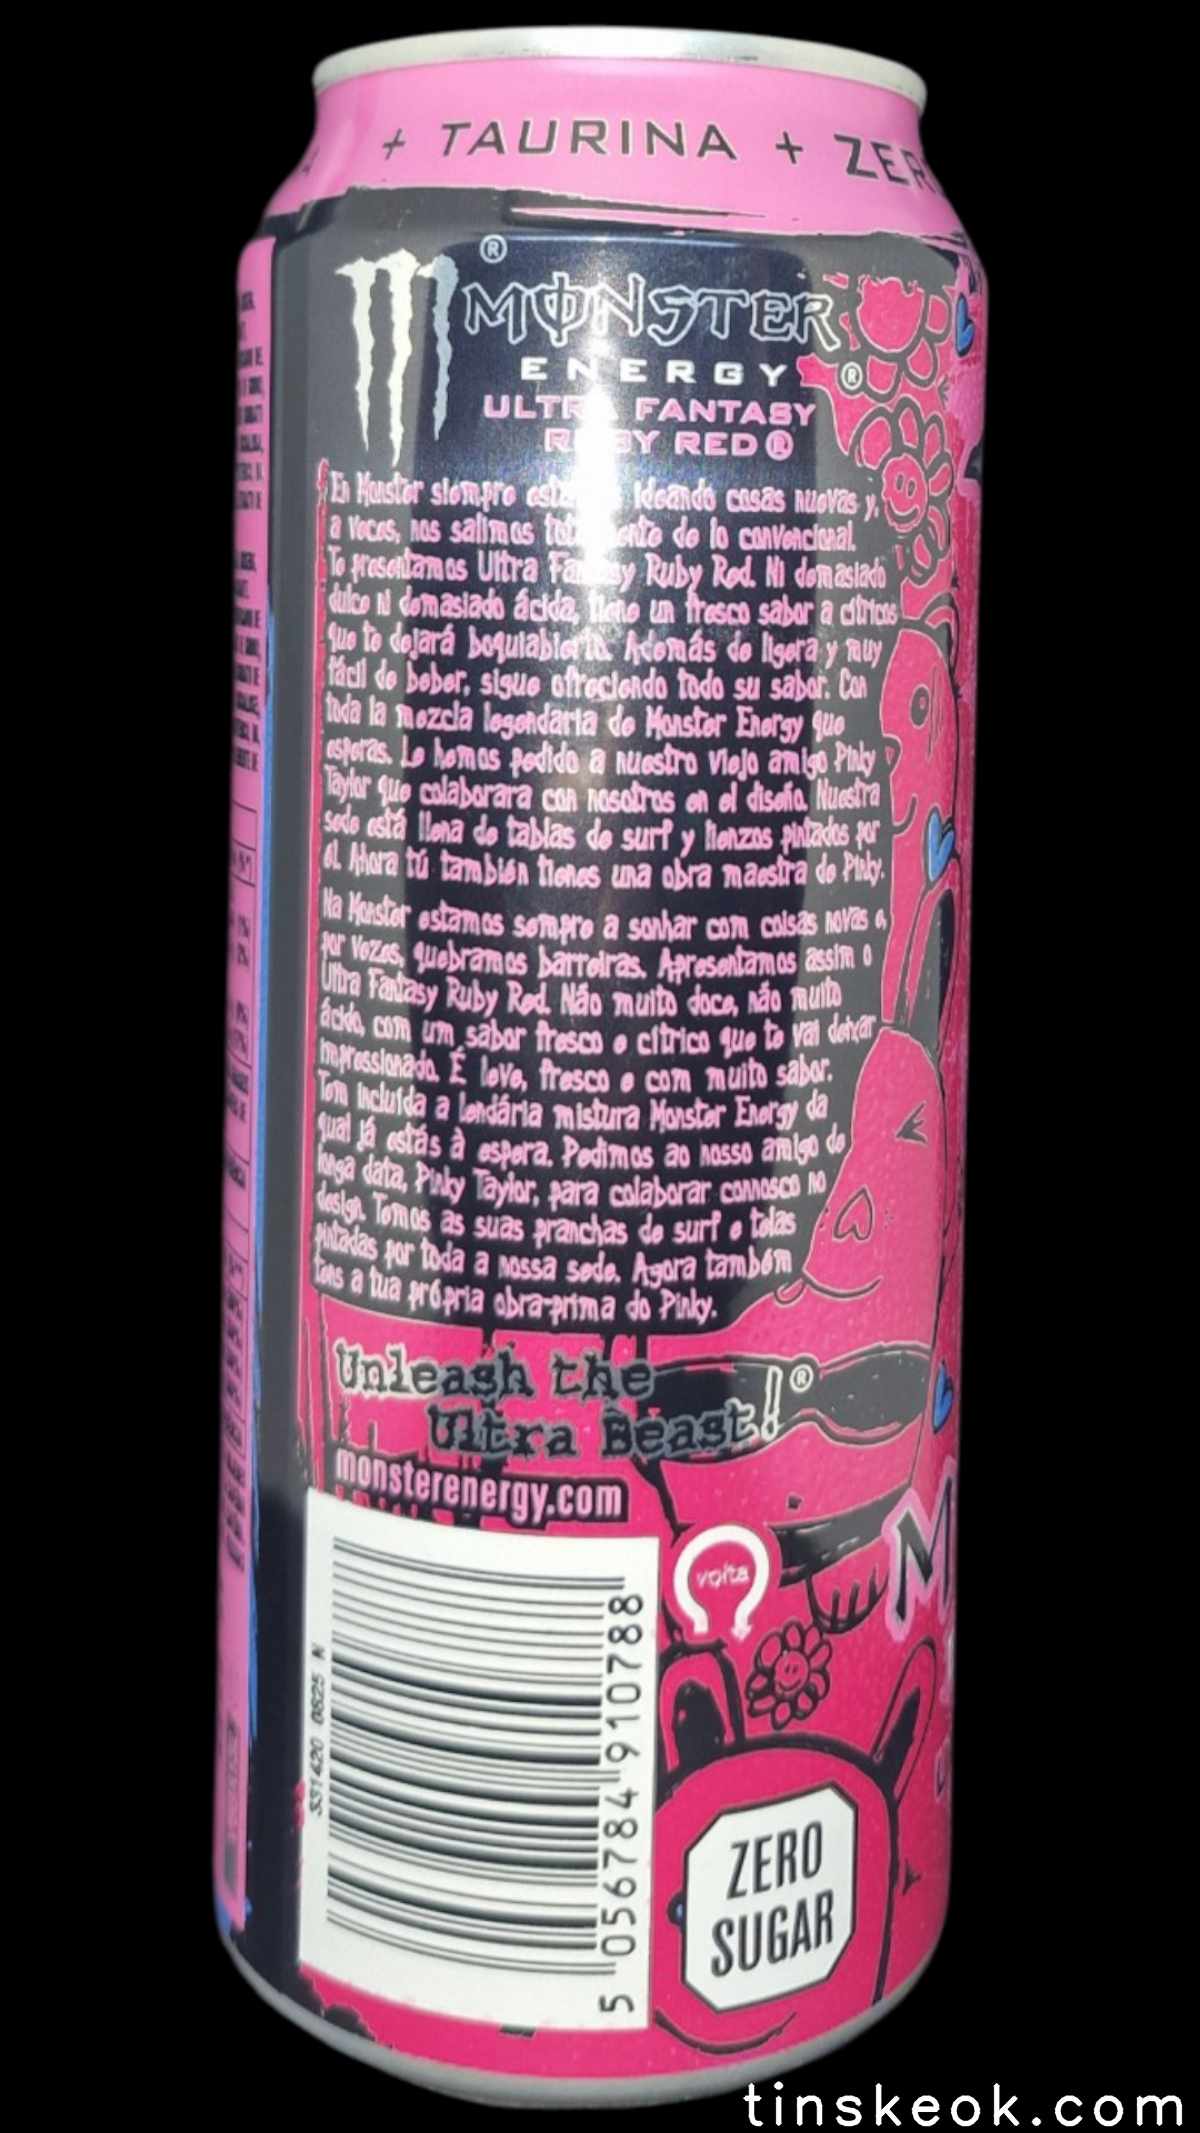 + TAURINA + ZER
®
MONSTER
ENERGY ®
ULTRA FANTASY
RUBY RED®
En Monster siempre estamos ideando cosas nuevas y,
a veces, nos salimos totalmente de lo convencional.
Te presentamos Ultra Fantasy Ruby Red. Ni demasiado
dulce ni demasiado ácida, tiene un fresco sabor a cítricos
que te dejará boquiabierto. Además de ligera y muy
fácil de beber, sigue ofreciendo todo su sabor. Con
toda la mezcla legendaria de Monster Energy que
esperas. Le hemos pedido a nuestro viejo amigo Pinky
Taylor que colaborara con nosotros en el diseño. Nuestra
sede está llena de tablas de surf y lienzos pintados por
él. Ahora tú también tienes una obra maestra de Pinky.
Na Monster estamos sempre a sonhar com coisas novas e,
por vezes, quebramos barreiras. Apresentamos assim o
Ultra Fantasy Ruby Red. Não muito doce, não muito
ácido, com um sabor fresco e cítrico que te vai deixar
impressionado. É leve, fresco e com muito sabor.
Tem incluída a lendária mistura Monster Energy da
qual já estás à espera. Pedimos ao nosso amigo de
longa data, Pinky Taylor, para colaborar connosco no
design. Temos as suas pranchas de surf e telas
pintadas por toda a nossa sede. Agora também
tens a tua própria obra-prima do Pinky.
Unleash the
Ultra Beast!®
monsterenergy.com
volta
331420 0825 N
5 056784 910788
ZERO
SUGAR
tinskeok.com